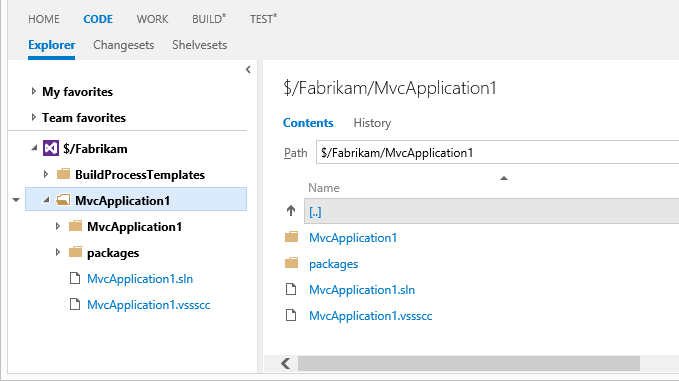 HOME CODE WORK BUILD* TEST*
Explorer Changesets Shelvesets
My favorites
Team favorites
$/Fabrikam
BuildProcessTemplates
MvcApplication1
MvcApplication1
packages
MvcApplication1.sln
MvcApplication1.vssscc
$/Fabrikam/MvcApplication1
Contents History
Path $/Fabrikam/MvcApplication1
Name
[..]
MvcApplication1
packages
MvcApplication1.sln
MvcApplication1.vssscc